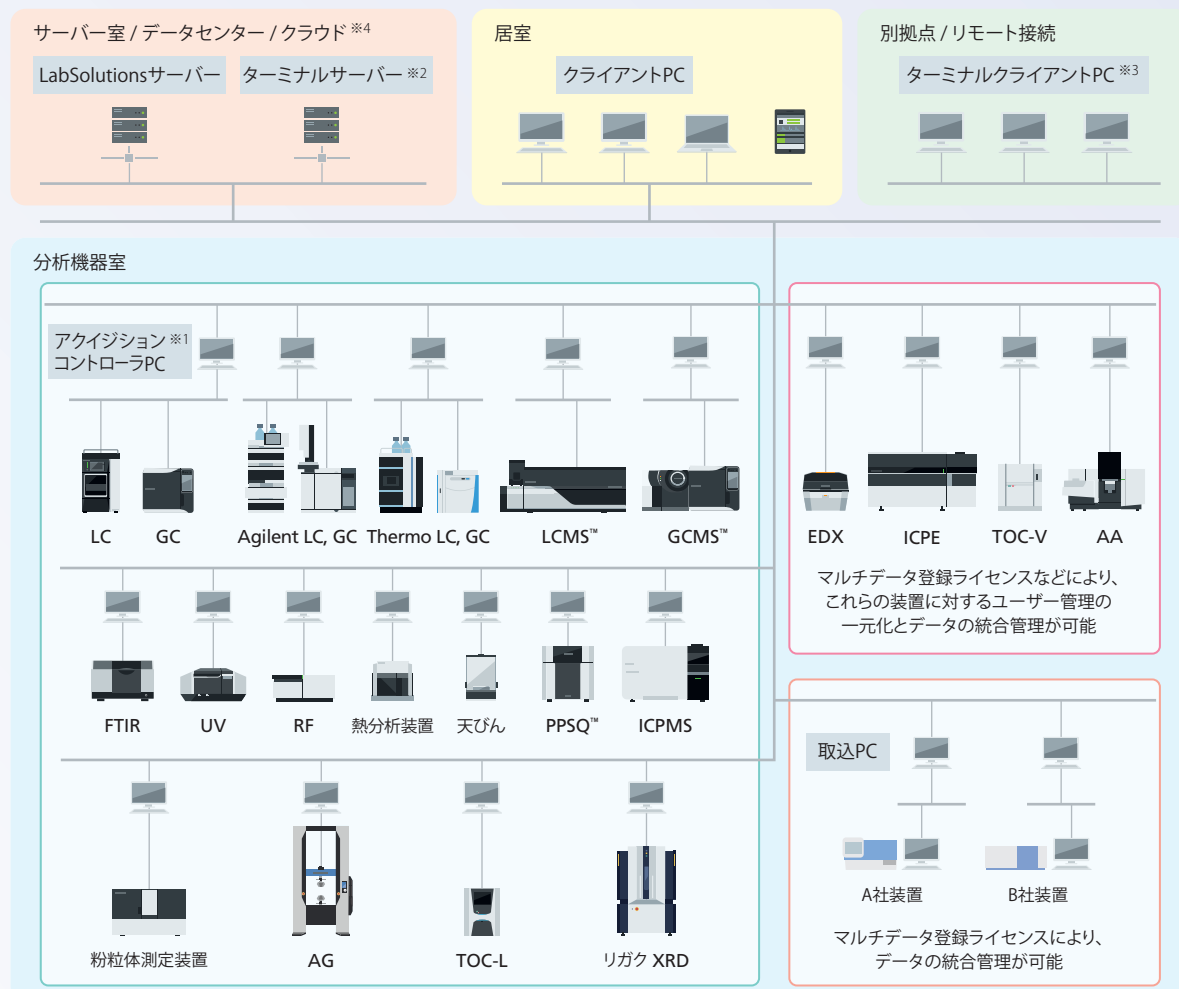 サーバー室 / データセンター / クラウド ※4
LabSolutionsサーバー
ターミナルサーバー ※2
居室
クライアントPC
別拠点 / リモート接続
ターミナルクライアントPC ※3
分析機器室
アクイジション ※1
コントローラPC
LC
GC
Agilent LC, GC
Thermo LC, GC
LCMS™
GCMS™
EDX
ICPE
TOC-V
AA
マルチデータ登録ライセンスなどにより、
これらの装置に対するユーザー管理の
一元化とデータの統合管理が可能
FTIR
UV
RF
熱分析装置
天びん
PPSQ™
ICPMS
取込PC
A社装置
B社装置
マルチデータ登録ライセンスにより、
データの統合管理が可能
粉粒体測定装置
AG
TOC-L
リガク XRD